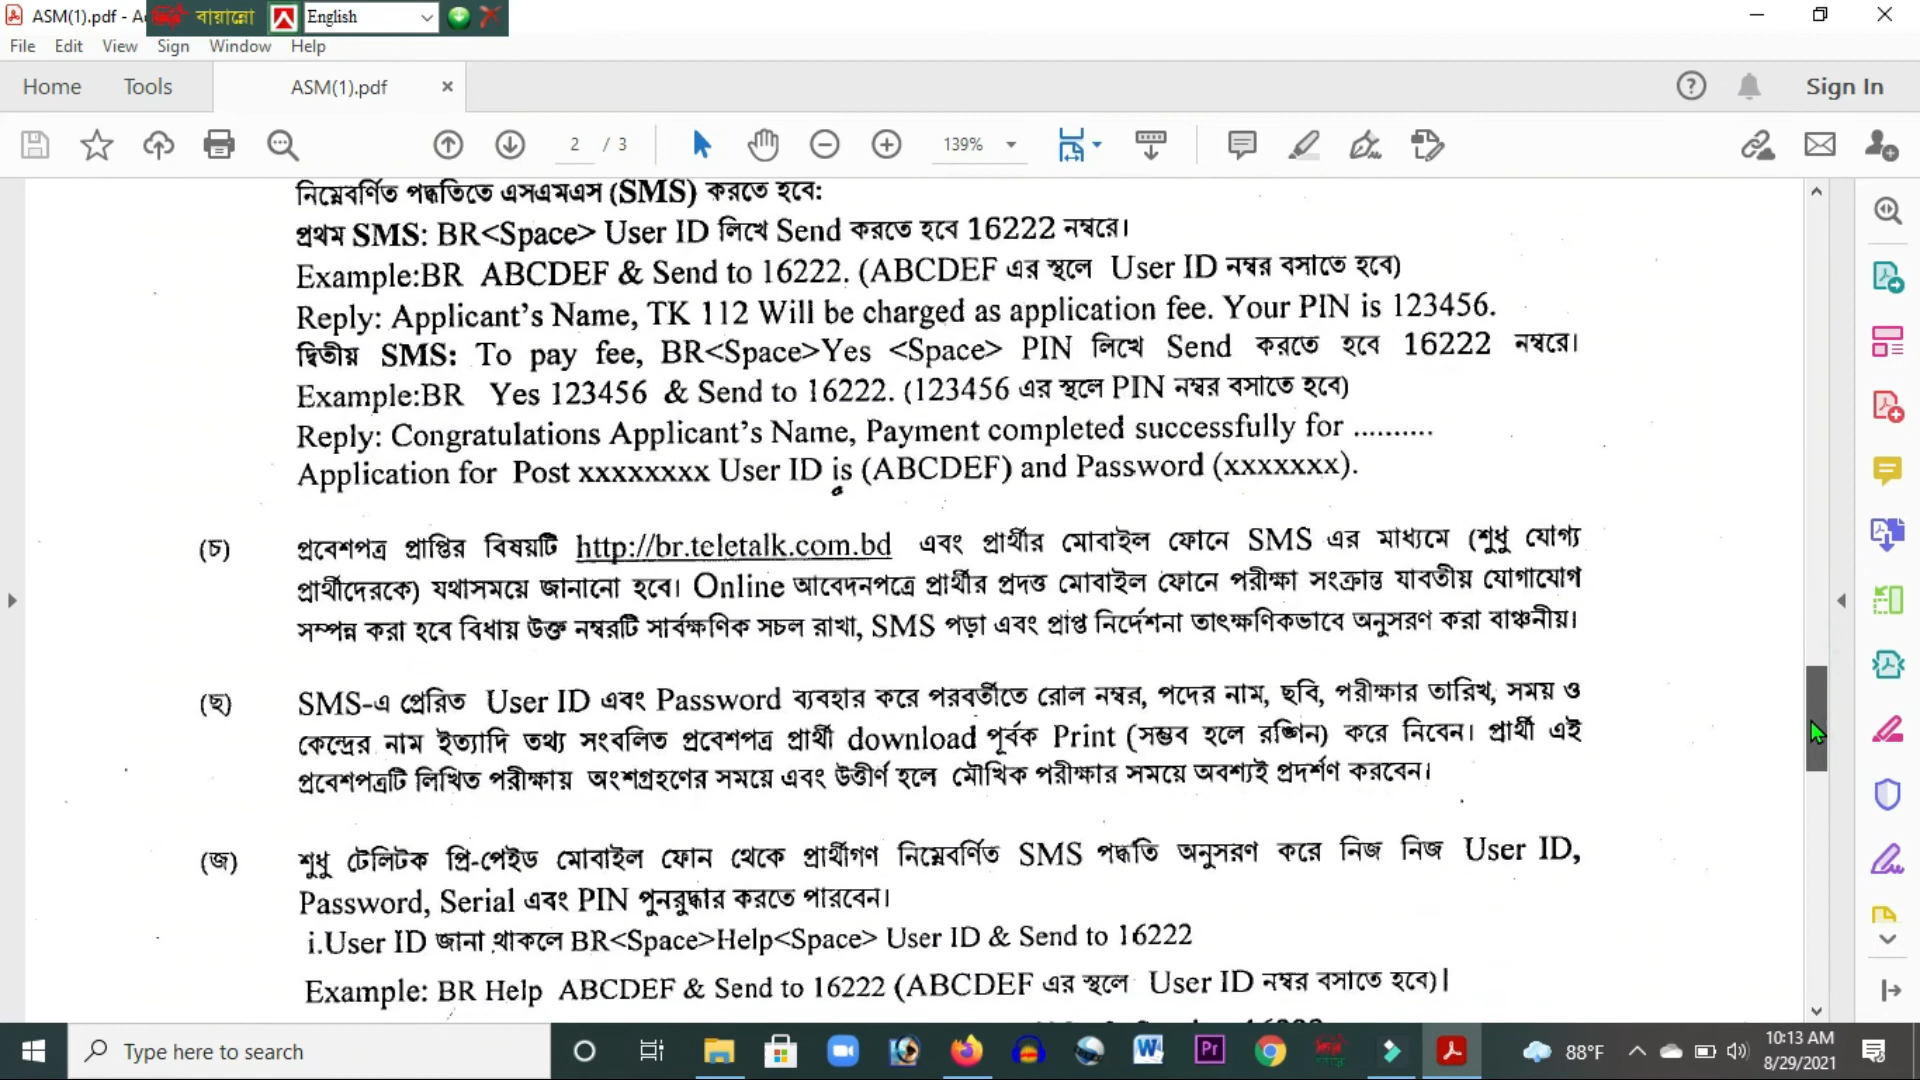 ASM(1).pdf - A
বায়ান্নো
English
File Edit View Sign Window Help
Home Tools ASM(1).pdf Sign In
2 / 3 139%
নিম্নেবর্ণিত পদ্ধতিতে এসএমএস (SMS) করতে হবে:
প্রথম SMS: BR<Space> User ID লিখে Send করতে হবে 16222 নম্বরে।
Example:BR ABCDEF & Send to 16222. (ABCDEF এর স্থলে User ID নম্বর বসাতে হবে)
Reply: Applicant's Name, TK 112 Will be charged as application fee. Your PIN is 123456.
দ্বিতীয় SMS: To pay fee, BR<Space>Yes <Space> PIN লিখে Send করতে হবে 16222 নম্বরে।
Example:BR Yes 123456 & Send to 16222. (123456 এর স্থলে PIN নম্বর বসাতে হবে)
Reply: Congratulations Applicant's Name, Payment completed successfully for ..........
Application for Post xxxxxxxx User ID is (ABCDEF) and Password (xxxxxxx).
(চ) প্রবেশপত্র প্রাপ্তির বিষয়টি http://br.teletalk.com.bd এবং প্রার্থীর মোবাইল ফোনে SMS এর মাধ্যমে (শুধু যোগ্য
প্রার্থীদেরকে) যথাসময়ে জানানো হবে। Online আবেদনপত্রে প্রার্থীর প্রদত্ত মোবাইল ফোনে পরীক্ষা সংক্রান্ত যাবতীয় যোগাযোগ
সম্পন্ন করা হবে বিধায় উক্ত নম্বরটি সার্বক্ষণিক সচল রাখা, SMS পড়া এবং প্রাপ্ত নির্দেশনা তাৎক্ষণিকভাবে অনুসরণ করা বাঞ্চনীয়।
(ছ) SMS-এ প্রেরিত User ID এবং Password ব্যবহার করে পরবর্তীতে রোল নম্বর, পদের নাম, ছবি, পরীক্ষার তারিখ, সময় ও
কেন্দ্রের নাম ইত্যাদি তথ্য সংবলিত প্রবেশপত্র প্রার্থী download পূর্বক Print (সম্ভব হলে রঙ্গিন) করে নিবেন। প্রার্থী এই
প্রবেশপত্রটি লিখিত পরীক্ষায় অংশগ্রহণের সময়ে এবং উত্তীর্ণ হলে মৌখিক পরীক্ষার সময়ে অবশ্যই প্রদর্শণ করবেন।
(জ) শুধু টেলিটক প্রি-পেইড মোবাইল ফোন থেকে প্রার্থীগণ নিম্নেবর্ণিত SMS পদ্ধতি অনুসরণ করে নিজ নিজ User ID,
Password, Serial এবং PIN পুনরুদ্ধার করতে পারবেন।
i.User ID জানা থাকলে BR<Space>Help<Space> User ID & Send to 16222
Example: BR Help ABCDEF & Send to 16222 (ABCDEF এর স্থলে User ID নম্বর বসাতে হবে)।
Type here to search
88°F
10:13 AM
8/29/2021